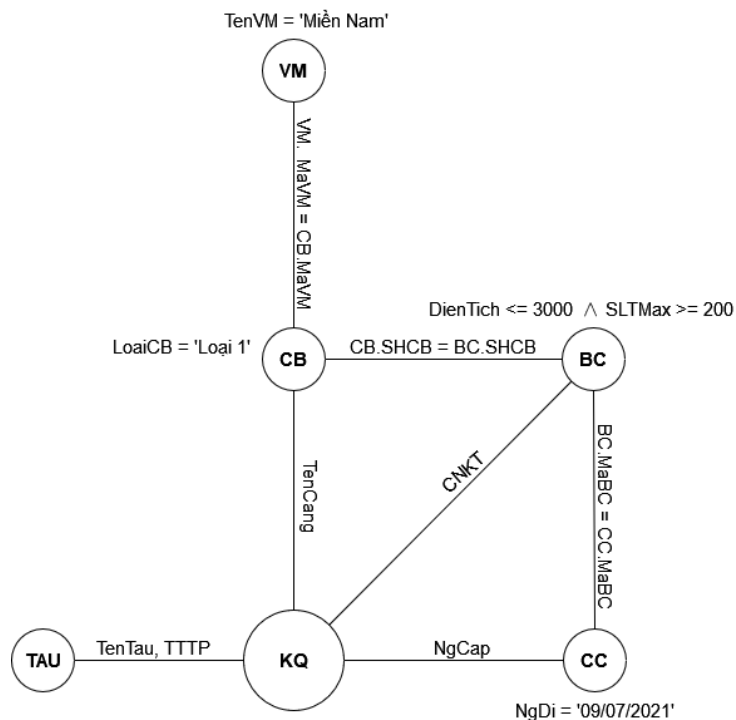 TenVM = 'Miền Nam'
VM
VM. MaVM = CB.MaVM
DienTich <= 3000 ∧ SLTMax >= 200
LoaiCB = 'Loại 1'
CB
CB.SHCB = BC.SHCB
BC
TenCang
CNKT
BC.MaBC = CC.MaBC
TAU
TenTau, TTTP
KQ
NgCap
CC
NgDi = '09/07/2021'